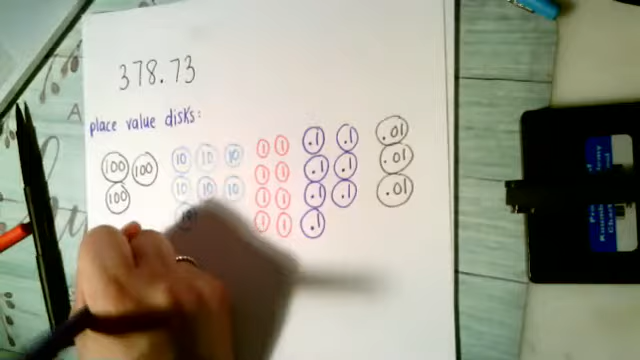 378.73
place value disks:
100 100 10 10 10 1 1 .1 .1 .01
100 10 10 10 1 1 .1 .1 .01
10 1 1 .1 .1 .01
1 1 .1